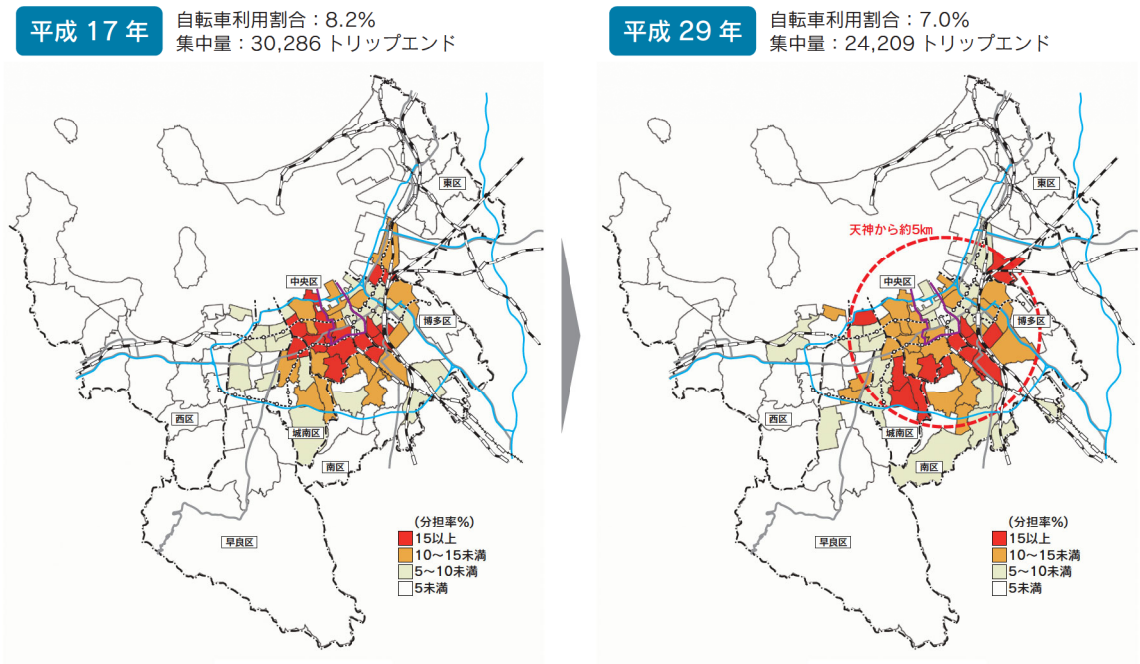 平成 17 年
自転車利用割合：8.2%
集中量：30,286 トリップエンド
東区
中央区
博多区
西区
城南区
南区
早良区
(分担率%)
15以上
10～15未満
5～10未満
5未満
平成 29 年
自転車利用割合：7.0%
集中量：24,209 トリップエンド
東区
天神から約5km
中央区
博多区
西区
城南区
南区
早良区
(分担率%)
15以上
10～15未満
5～10未満
5未満